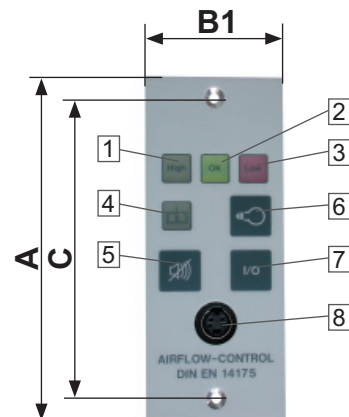 B1
A
C
1
2
3
4
5
6
7
8
High
OK
Low
I/O
AIRFLOW-CONTROL
DIN EN 14175